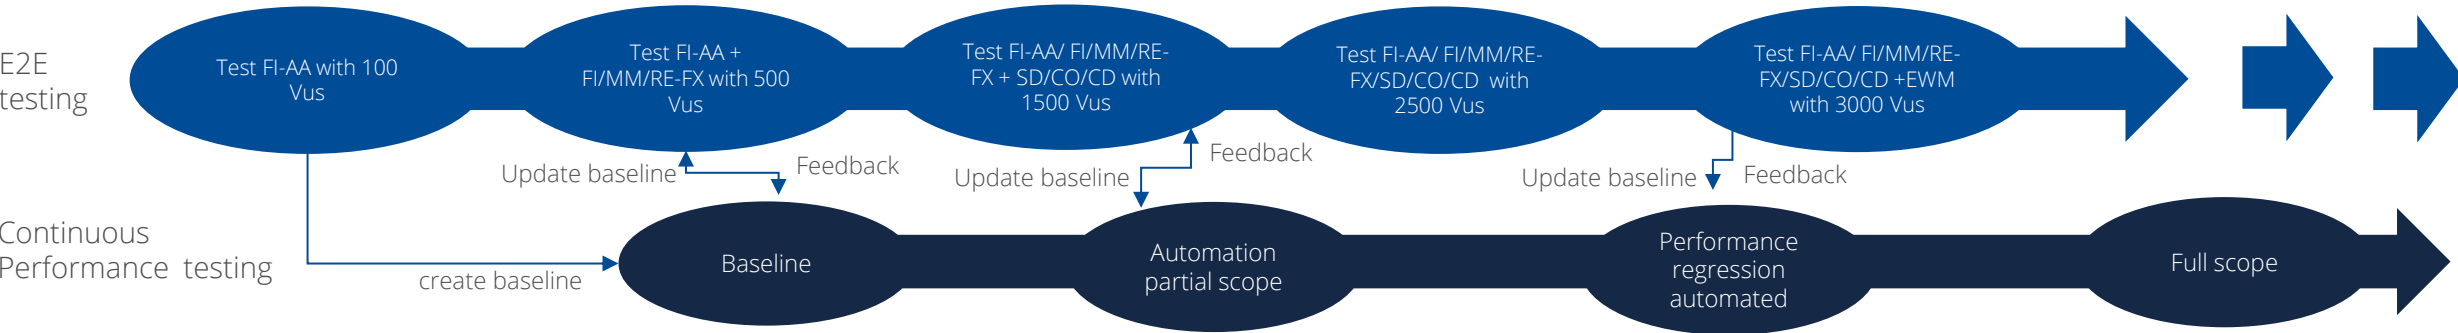 E2E
testing
Test FI-AA with 100
Vus
Test FI-AA +
FI/MM/RE-FX with 500
Vus
Test FI-AA/ FI/MM/RE-
FX + SD/CO/CD with
1500 Vus
Test FI-AA/ FI/MM/RE-
FX/SD/CO/CD with
2500 Vus
Test FI-AA/ FI/MM/RE-
FX/SD/CO/CD +EWM
with 3000 Vus
Update baseline
Feedback
Update baseline
Feedback
Update baseline
Feedback
Continuous
Performance testing
create baseline
Baseline
Automation
partial scope
Performance
regression
automated
Full scope